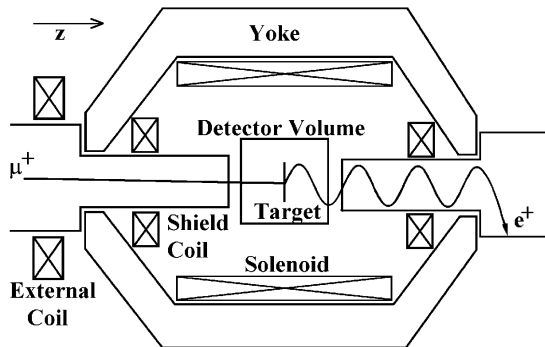 z
Yoke
Detector Volume
μ+
Target
e+
Shield
Coil
Solenoid
External
Coil